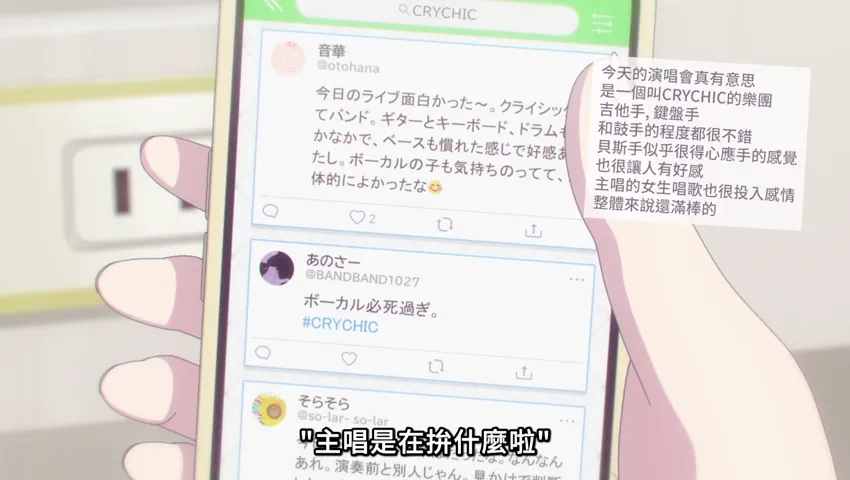 CRYCHIC
音華
@otohana
今日のライブ面白かった〜。クライシック
てバンド。ギターとキーボード、ドラムも
かなかで、ベースも慣れた感じで好感あ
たし。ボーカルの子も気持ちのってて、
体的によかったな😊
2
あのさー
@BANDBAND1027
ボーカル必死過ぎ。
#CRYCHIC
そらそら
@so-lar- so-lar
あれ。演奏前と別人じゃん。見かけで判断
今天的演唱會真有意思
是一個叫CRYCHIC的樂團
吉他手, 鍵盤手
和鼓手的程度都很不錯
貝斯手似乎很得心應手的感覺
也很讓人有好感
主唱的女生唱歌也很投入感情
整體來說還滿棒的
"主唱是在拚什麼啦"